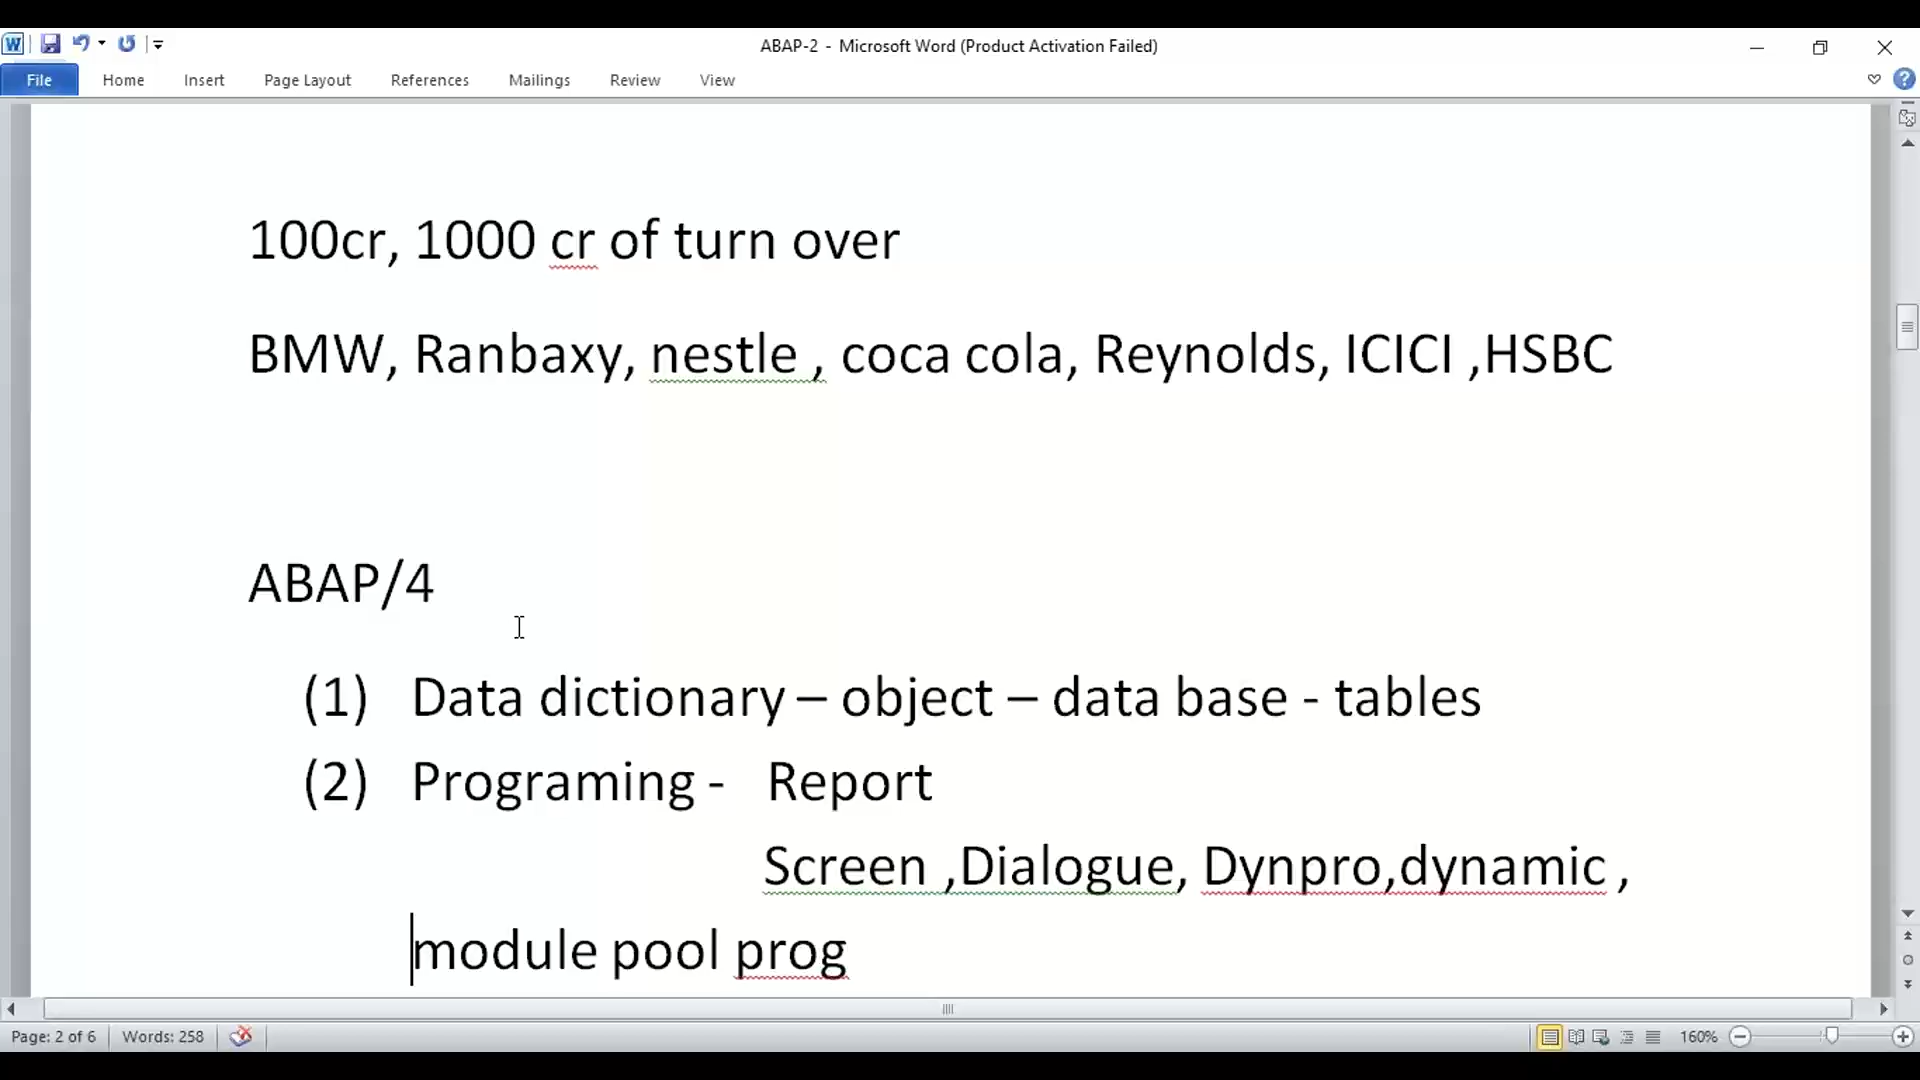 ABAP-2 - Microsoft Word (Product Activation Failed)
File Home Insert Page Layout References Mailings Review View
100cr, 1000 cr of turn over
BMW, Ranbaxy, nestle , coca cola, Reynolds, ICICI ,HSBC
ABAP/4
(1) Data dictionary – object – data base - tables
(2) Programing - Report
Screen ,Dialogue, Dynpro,dynamic ,
module pool prog
Page: 2 of 6 Words: 258 160%